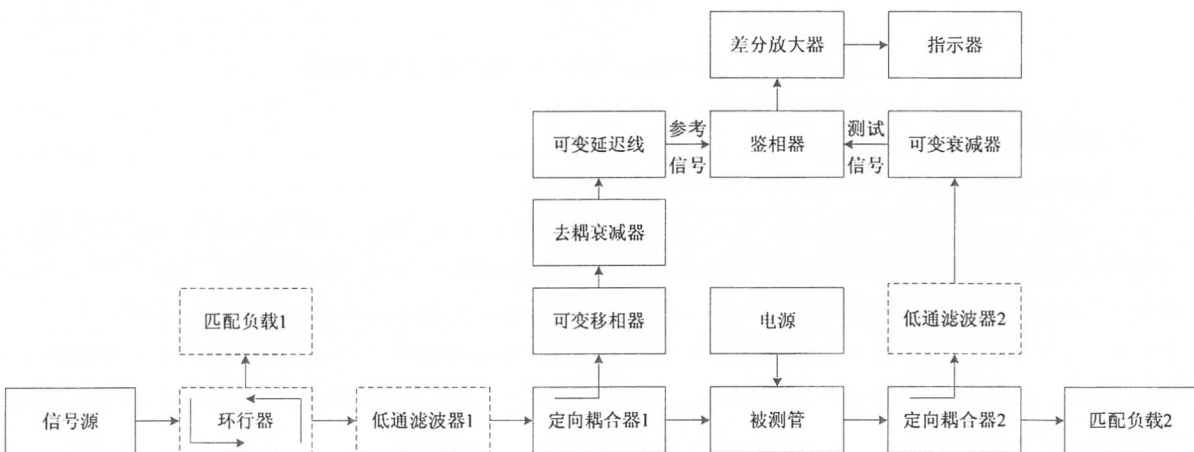 差分放大器
指示器
可变延迟线
参考
信号
鉴相器
测试
信号
可变衰减器
去耦衰减器
匹配负载1
可变移相器
电源
低通滤波器2
信号源
环行器
低通滤波器1
定向耦合器1
被测管
定向耦合器2
匹配负载2